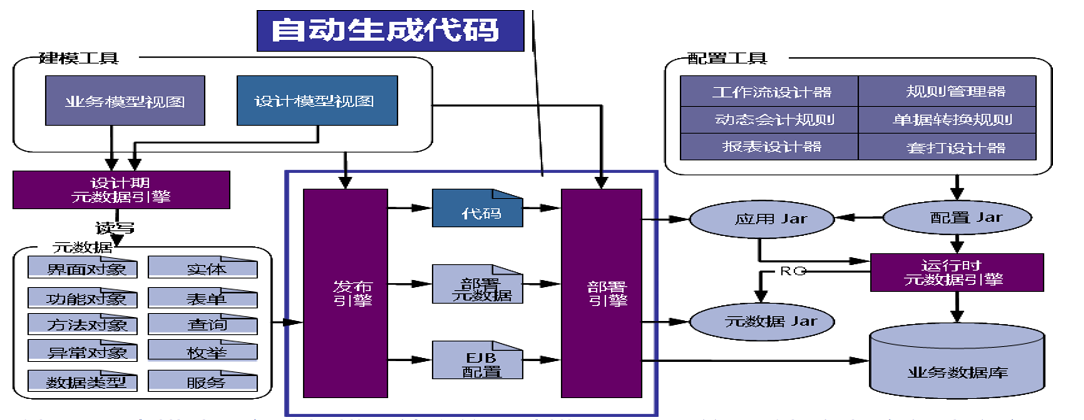 自动生成代码
建模工具
业务模型视图
设计模型视图
设计期
元数据引擎
读写
元数据
界面对象
实体
功能对象
表单
方法对象
查询
异常对象
枚举
数据类型
服务
发布
引擎
代码
部署
元数据
EJB
配置
部署
引擎
配置工具
工作流设计器
规则管理器
动态会计规则
单据转换规则
报表设计器
套打设计器
应用 Jar
配置 Jar
RO
运行时
元数据引擎
元数据 Jar
业务数据库